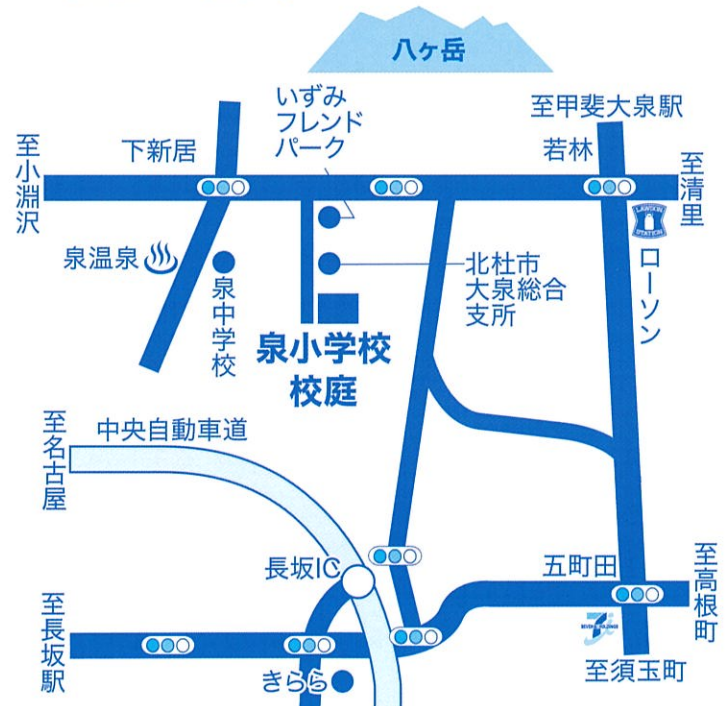 八ヶ岳
いずみ
フレンド
パーク
至甲斐大泉駅
下新居
若林
至小淵沢
至清里
LAWSON
STATION
ローソン
泉温泉
泉中学校
北杜市
大泉総合
支所
泉小学校
校庭
至名古屋
中央自動車道
長坂IC
五町田
至高根町
至長坂駅
きらら
至須玉町